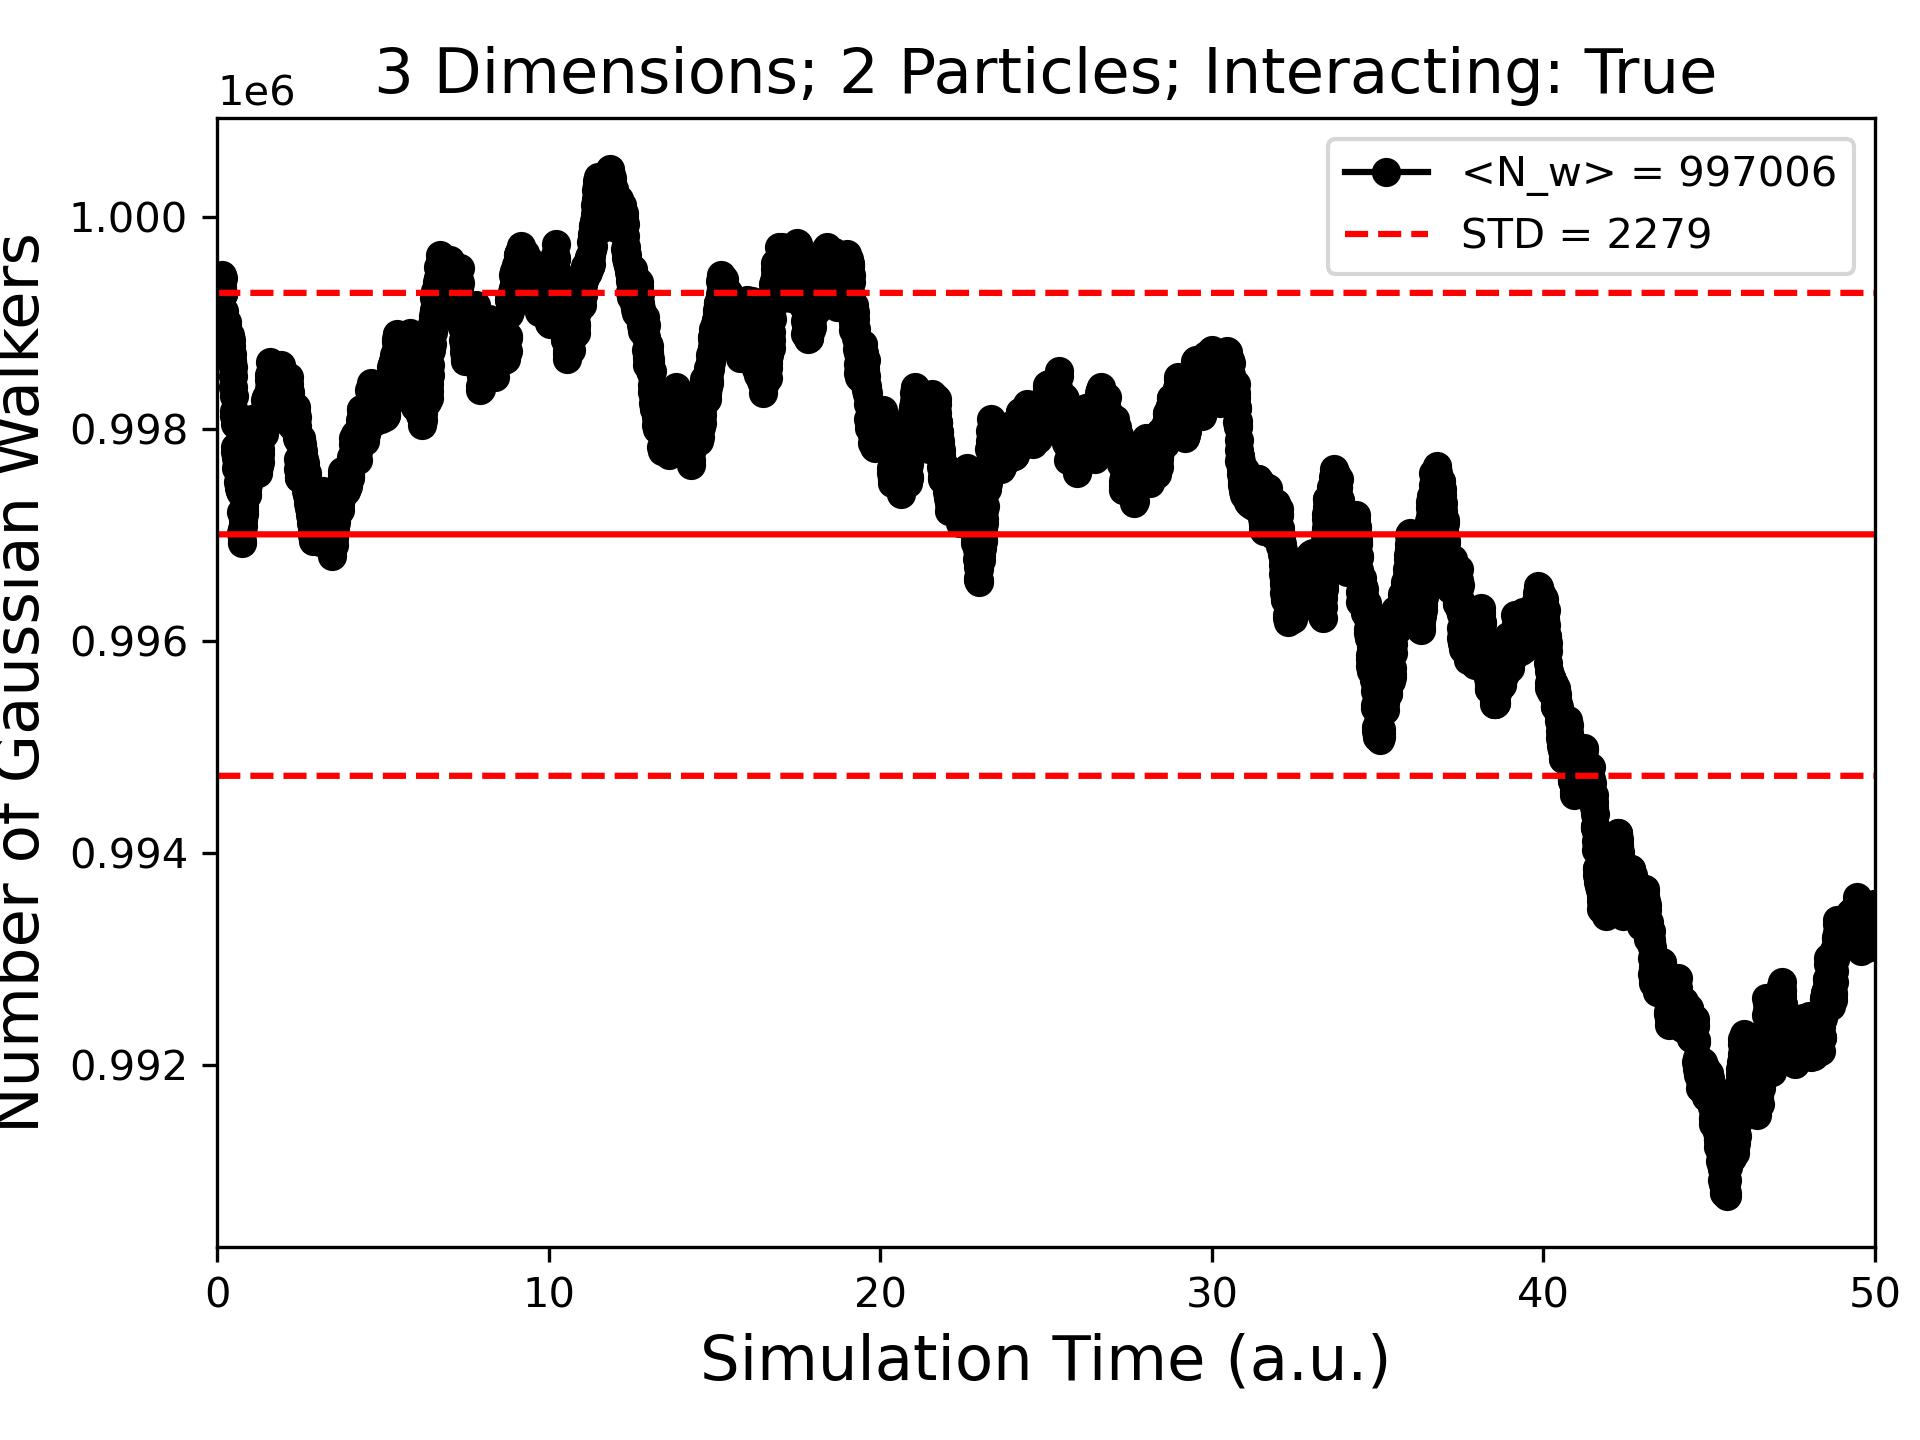 3 Dimensions; 2 Particles; Interacting: True
1e6
<N_w> = 997006
STD = 2279
Number of Gaussian Walkers
1.000
0.998
0.996
0.994
0.992
0 10 20 30 40 50
Simulation Time (a.u.)